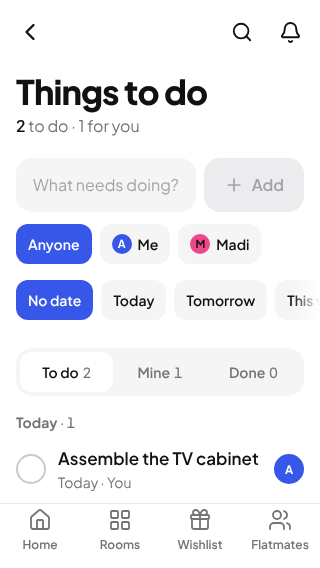 Things to do
2 to do · 1 for you
What needs doing?
+ Add
Anyone
A Me
M Madi
No date
Today
Tomorrow
This
To do 2
Mine 1
Done 0
Today · 1
Assemble the TV cabinet
A
Today · You
Home
Rooms
Wishlist
Flatmates